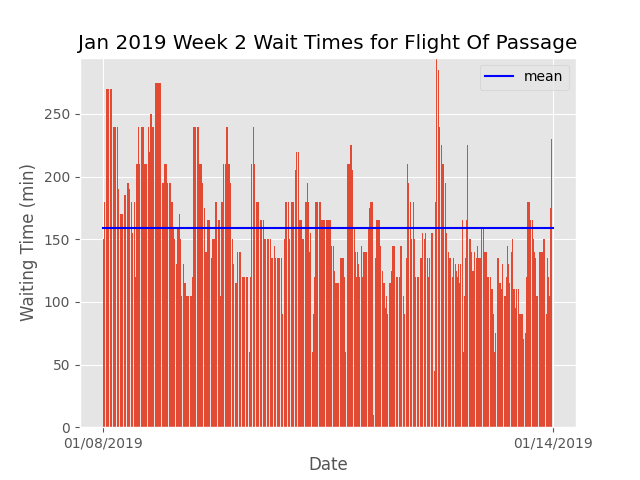 Jan 2019 Week 2 Wait Times for Flight Of Passage
mean
250
200
150
100
50
0
Waiting Time (min)
01/08/2019
01/14/2019
Date